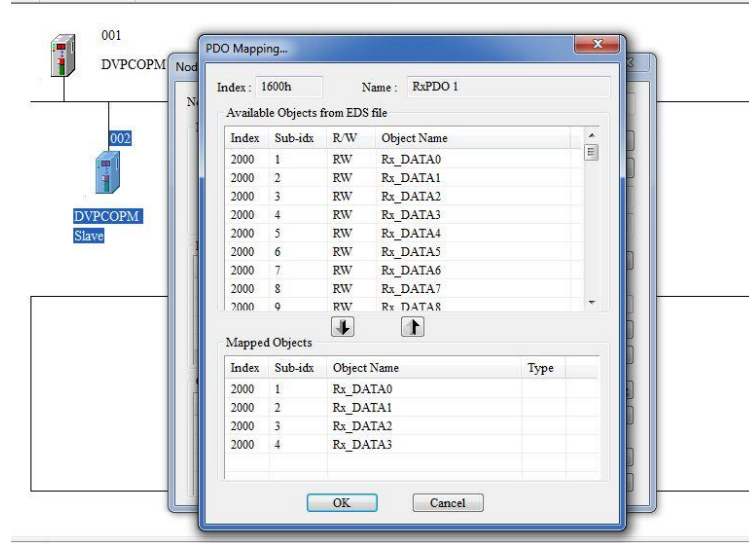 001
DVPCOPM
002
DVPCOPM
Slave
Nod
PDO Mapping...
Index : 1600h Name : RxPDO 1
Available Objects from EDS file
Index Sub-idx R/W Object Name
2000 1 RW Rx_DATA0
2000 2 RW Rx_DATA1
2000 3 RW Rx_DATA2
2000 4 RW Rx_DATA3
2000 5 RW Rx_DATA4
2000 6 RW Rx_DATA5
2000 7 RW Rx_DATA6
2000 8 RW Rx_DATA7
2000 9 RW Rx_DATA8
Mapped Objects
Index Sub-idx Object Name Type
2000 1 Rx_DATA0
2000 2 Rx_DATA1
2000 3 Rx_DATA2
2000 4 Rx_DATA3
OK Cancel